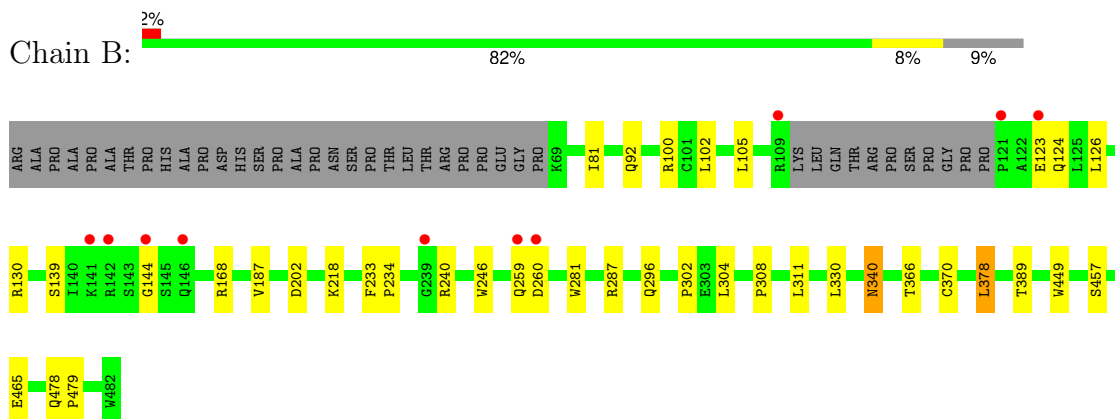 2%
Chain B:
82% 8% 9%
ARG ALA PRO ALA PRO ALA THR PRO HIS ALA PRO ASP HIS SER PRO ALA PRO ASN SER PRO THR LEU THR ARG PRO PRO GLU GLY PRO K69 I81 Q92 R100 C101 L102 L105 R109 LYS LEU GLN THR ARG PRO SER PRO GLY PRO PRO P121 A122 E123 Q124 L125 L126
R130 S139 I140 K141 R142 S143 G144 S145 Q146 R168 V187 D202 K218 F233 P234 G239 R240 W246 Q259 D260 W281 R287 Q296 P302 E303 L304 P308 L311 L330 N340 T366 C370 L378 T389 W449 S457
E465 Q478 P479 W482